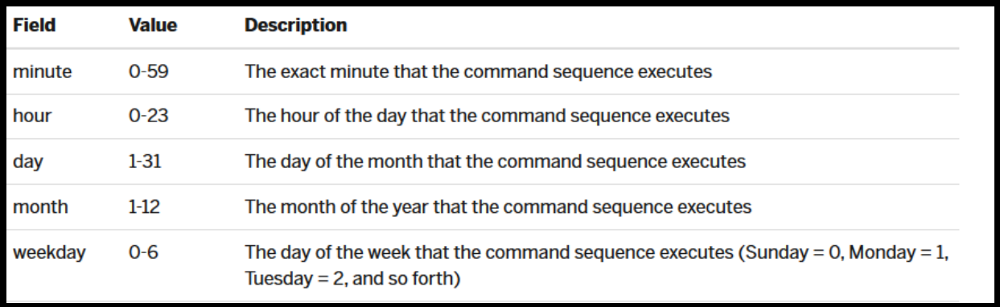 Field Value Description
minute 0-59 The exact minute that the command sequence executes
hour 0-23 The hour of the day that the command sequence executes
day 1-31 The day of the month that the command sequence executes
month 1-12 The month of the year that the command sequence executes
weekday 0-6 The day of the week that the command sequence executes (Sunday = 0, Monday = 1,
Tuesday = 2, and so forth)